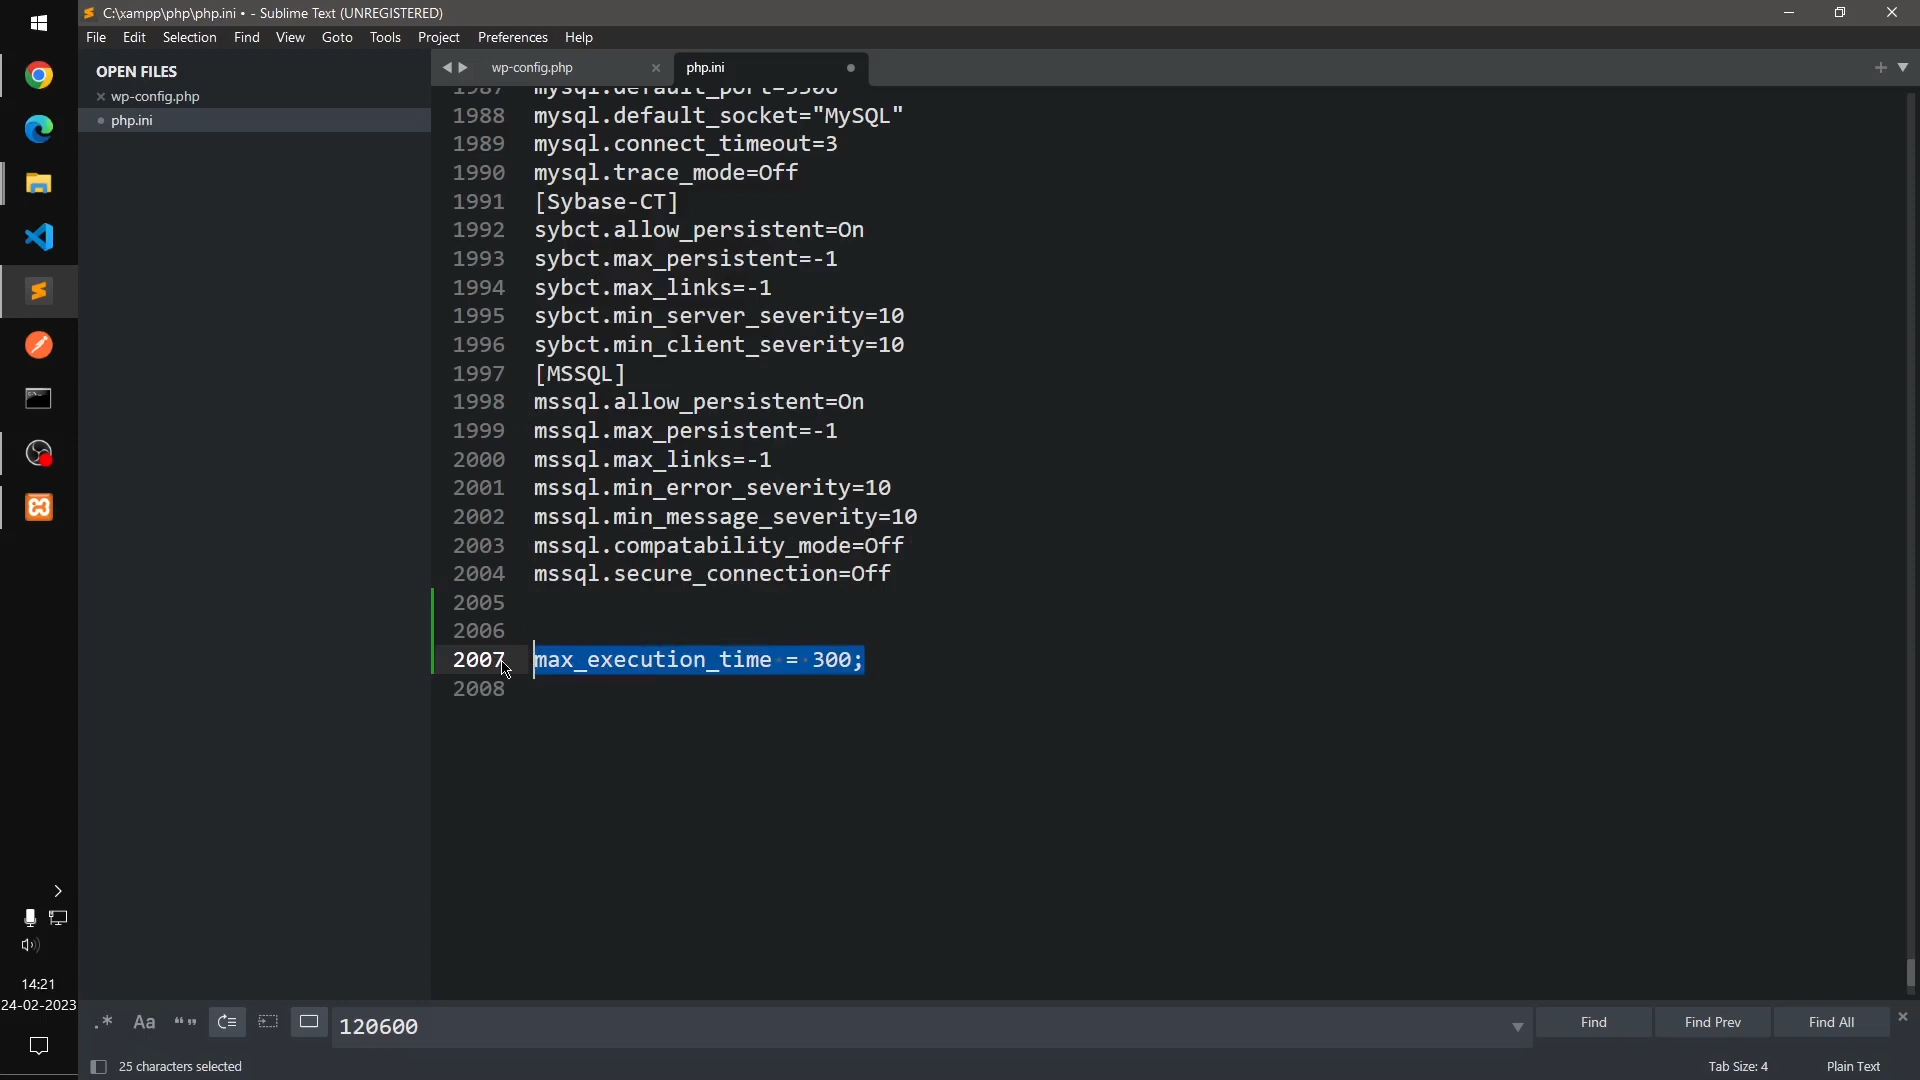 C:\xampp\php\php.ini • - Sublime Text (UNREGISTERED)
File Edit Selection Find View Goto Tools Project Preferences Help
OPEN FILES
wp-config.php
php.ini
wp-config.php
php.ini
1987 mysql.default_port=3306
1988 mysql.default_socket="MySQL"
1989 mysql.connect_timeout=3
1990 mysql.trace_mode=Off
1991 [Sybase-CT]
1992 sybct.allow_persistent=On
1993 sybct.max_persistent=-1
1994 sybct.max_links=-1
1995 sybct.min_server_severity=10
1996 sybct.min_client_severity=10
1997 [MSSQL]
1998 mssql.allow_persistent=On
1999 mssql.max_persistent=-1
2000 mssql.max_links=-1
2001 mssql.min_error_severity=10
2002 mssql.min_message_severity=10
2003 mssql.compatability_mode=Off
2004 mssql.secure_connection=Off
2005
2006
2007 max_execution_time = 300;
2008
14:21
24-02-2023
.* Aa “” 120600 Find Find Prev Find All
25 characters selected Tab Size: 4 Plain Text